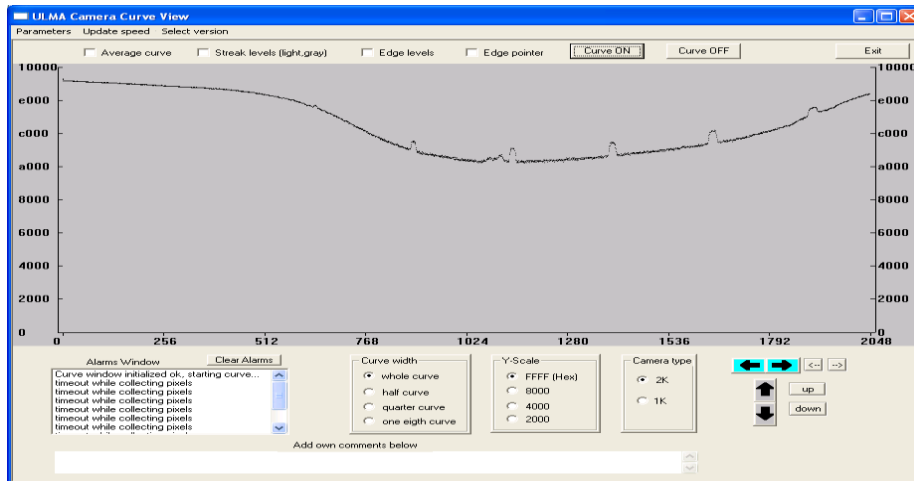 ULMA Camera Curve View
Parameters Update speed Select version
Average curve Streak levels (light,gray) Edge levels Edge pointer Curve ON Curve OFF Exit
10000 10000
e000 e000
c000 c000
a000 a000
8000 8000
6000 6000
4000 4000
2000 2000
0 0
0 256 512 768 1024 1280 1536 1792 2048
Alarms Window Clear Alarms Curve width Y-Scale Camera type
Curve window initialized ok, starting curve... whole curve FFFF (Hex) 2K <-- -->
timeout while collecting pixels half curve 8000 up
timeout while collecting pixels quarter curve 4000 1K down
timeout while collecting pixels one eigth curve 2000
timeout while collecting pixels
timeout while collecting pixels
timeout while collecting pixels
Add own comments below